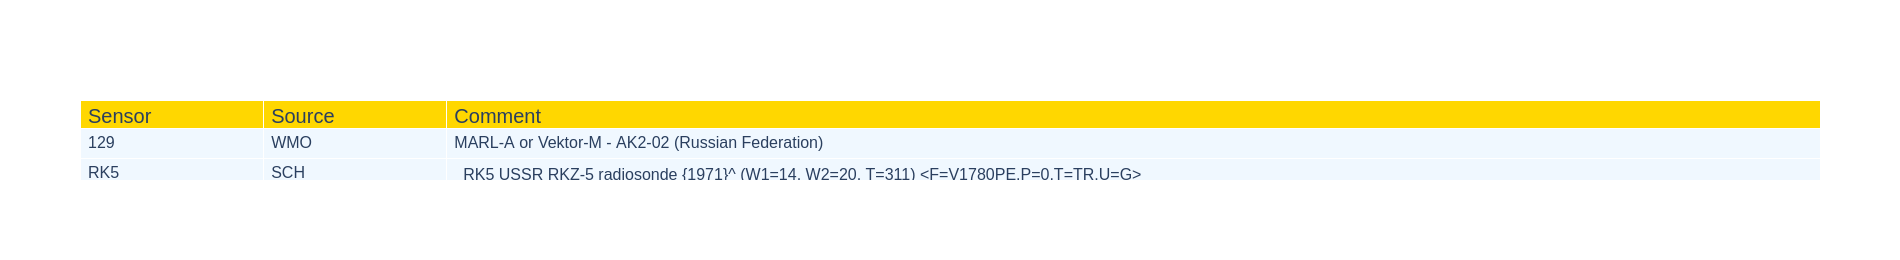 Sensor Source Comment
129 WMO MARL-A or Vektor-M - AK2-02 (Russian Federation)
RK5 SCH RK5 USSR RKZ-5 radiosonde {1971}^ (W1=14, W2=20, T=311) <F=V1780PE,P=0,T=TR,U=G>